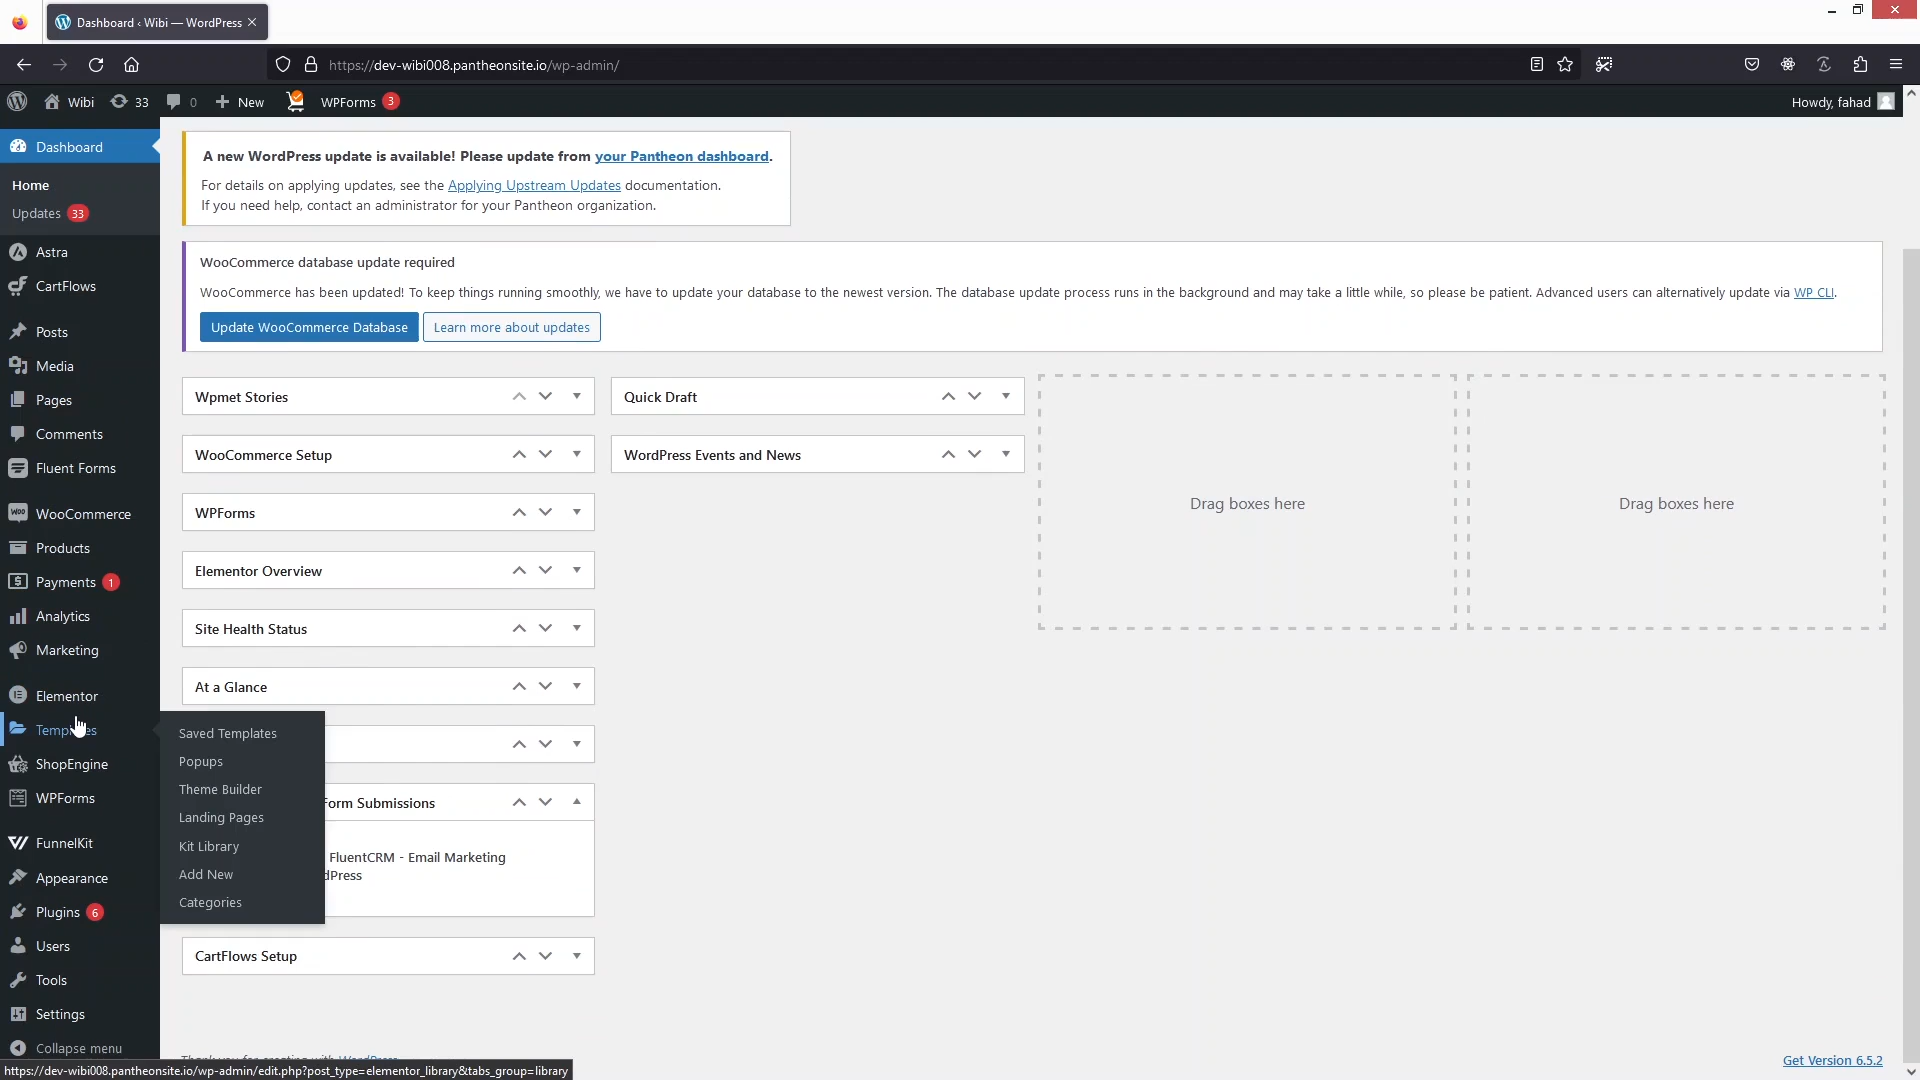 Dashboard ‹ Wibi — WordPress
https://dev-wibi008.pantheonsite.io/wp-admin/
Wibi
33
0
New
WPForms 3
Howdy, fahad
Dashboard
Home
Updates 33
Astra
CartFlows
Posts
Media
Pages
Comments
Fluent Forms
WooCommerce
Products
Payments 1
Analytics
Marketing
Elementor
Templates
ShopEngine
WPForms
FunnelKit
Appearance
Plugins 6
Users
Tools
Settings
Collapse menu
Saved Templates
Popups
Theme Builder
Landing Pages
Kit Library
Add New
Categories
A new WordPress update is available! Please update from your Pantheon dashboard.
For details on applying updates, see the Applying Upstream Updates documentation.
If you need help, contact an administrator for your Pantheon organization.
WooCommerce database update required
WooCommerce has been updated! To keep things running smoothly, we have to update your database to the newest version. The database update process runs in the background and may take a little while, so please be patient. Advanced users can alternatively update via WP CLI.
Update WooCommerce Database
Learn more about updates
Wpmet Stories
WooCommerce Setup
WPForms
Elementor Overview
Site Health Status
At a Glance
Form Submissions
FluentCRM - Email Marketing
CartFlows Setup
Quick Draft
WordPress Events and News
Drag boxes here
Drag boxes here
Thank you for creating with WordPress.
Get Version 6.5.2
https://dev-wibi008.pantheonsite.io/wp-admin/edit.php?post_type=elementor_library&tabs_group=library